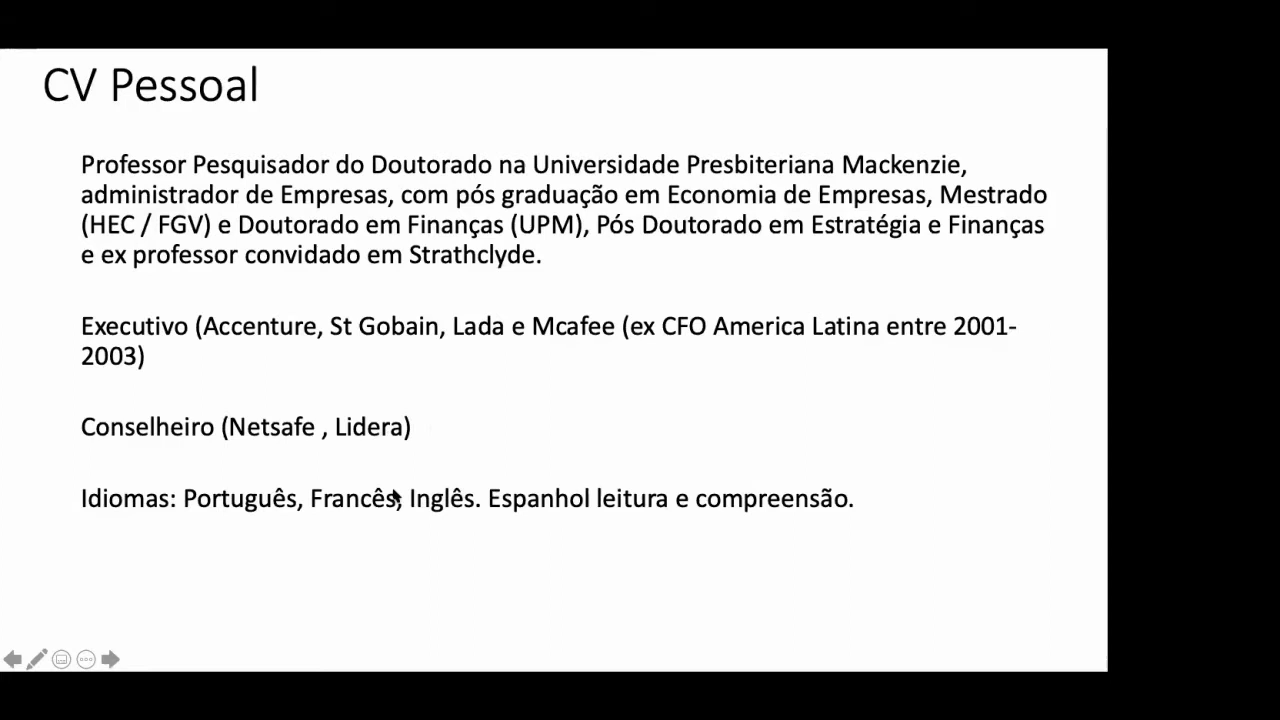 CV Pessoal
Professor Pesquisador do Doutorado na Universidade Presbiteriana Mackenzie,
administrador de Empresas, com pós graduação em Economia de Empresas, Mestrado
(HEC / FGV) e Doutorado em Finanças (UPM), Pós Doutorado em Estratégia e Finanças
e ex professor convidado em Strathclyde.
Executivo (Accenture, St Gobain, Lada e Mcafee (ex CFO America Latina entre 2001-
2003)
Conselheiro (Netsafe , Lidera)
Idiomas: Português, Francês, Inglês. Espanhol leitura e compreensão.